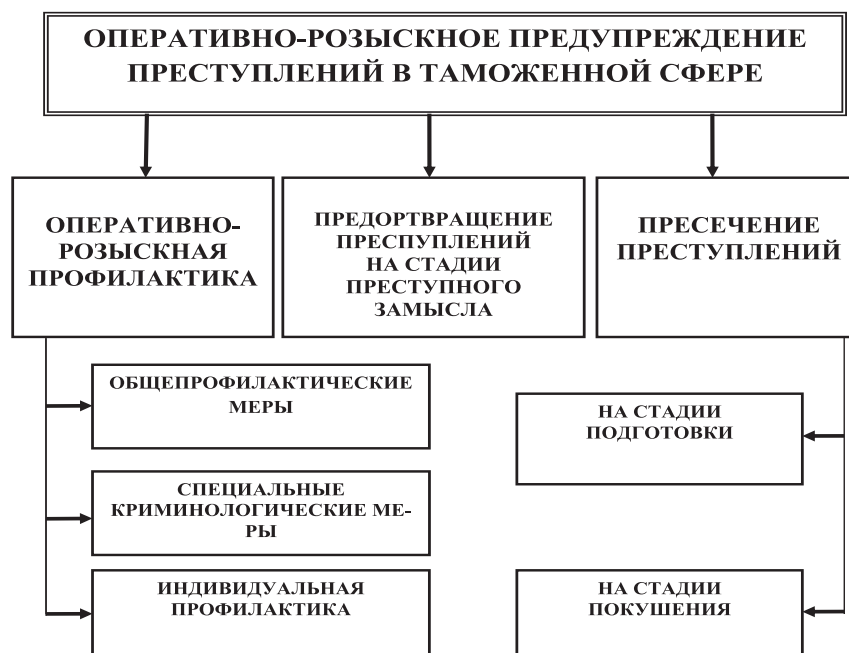 ОПЕРАТИВНО-РОЗЫСКНОЕ ПРЕДУПРЕЖДЕНИЕ
ПРЕСТУПЛЕНИЙ В ТАМОЖЕННОЙ СФЕРЕ
ОПЕРАТИВНО-
РОЗЫСКНАЯ
ПРОФИЛАКТИКА
ПРЕДОРТВРАЩЕНИЕ
ПРЕСПУПЛЕНИЙ
НА СТАДИИ
ПРЕСТУПНОГО
ЗАМЫСЛА
ПРЕСЕЧЕНИЕ
ПРЕСТУПЛЕНИЙ
ОБЩЕПРОФИЛАКТИЧЕСКИЕ
МЕРЫ
СПЕЦИАЛЬНЫЕ
КРИМИНОЛОГИЧЕСКИЕ МЕ-
РЫ
ИНДИВИДУАЛЬНАЯ
ПРОФИЛАКТИКА
НА СТАДИИ
ПОДГОТОВКИ
НА СТАДИИ
ПОКУШЕНИЯ